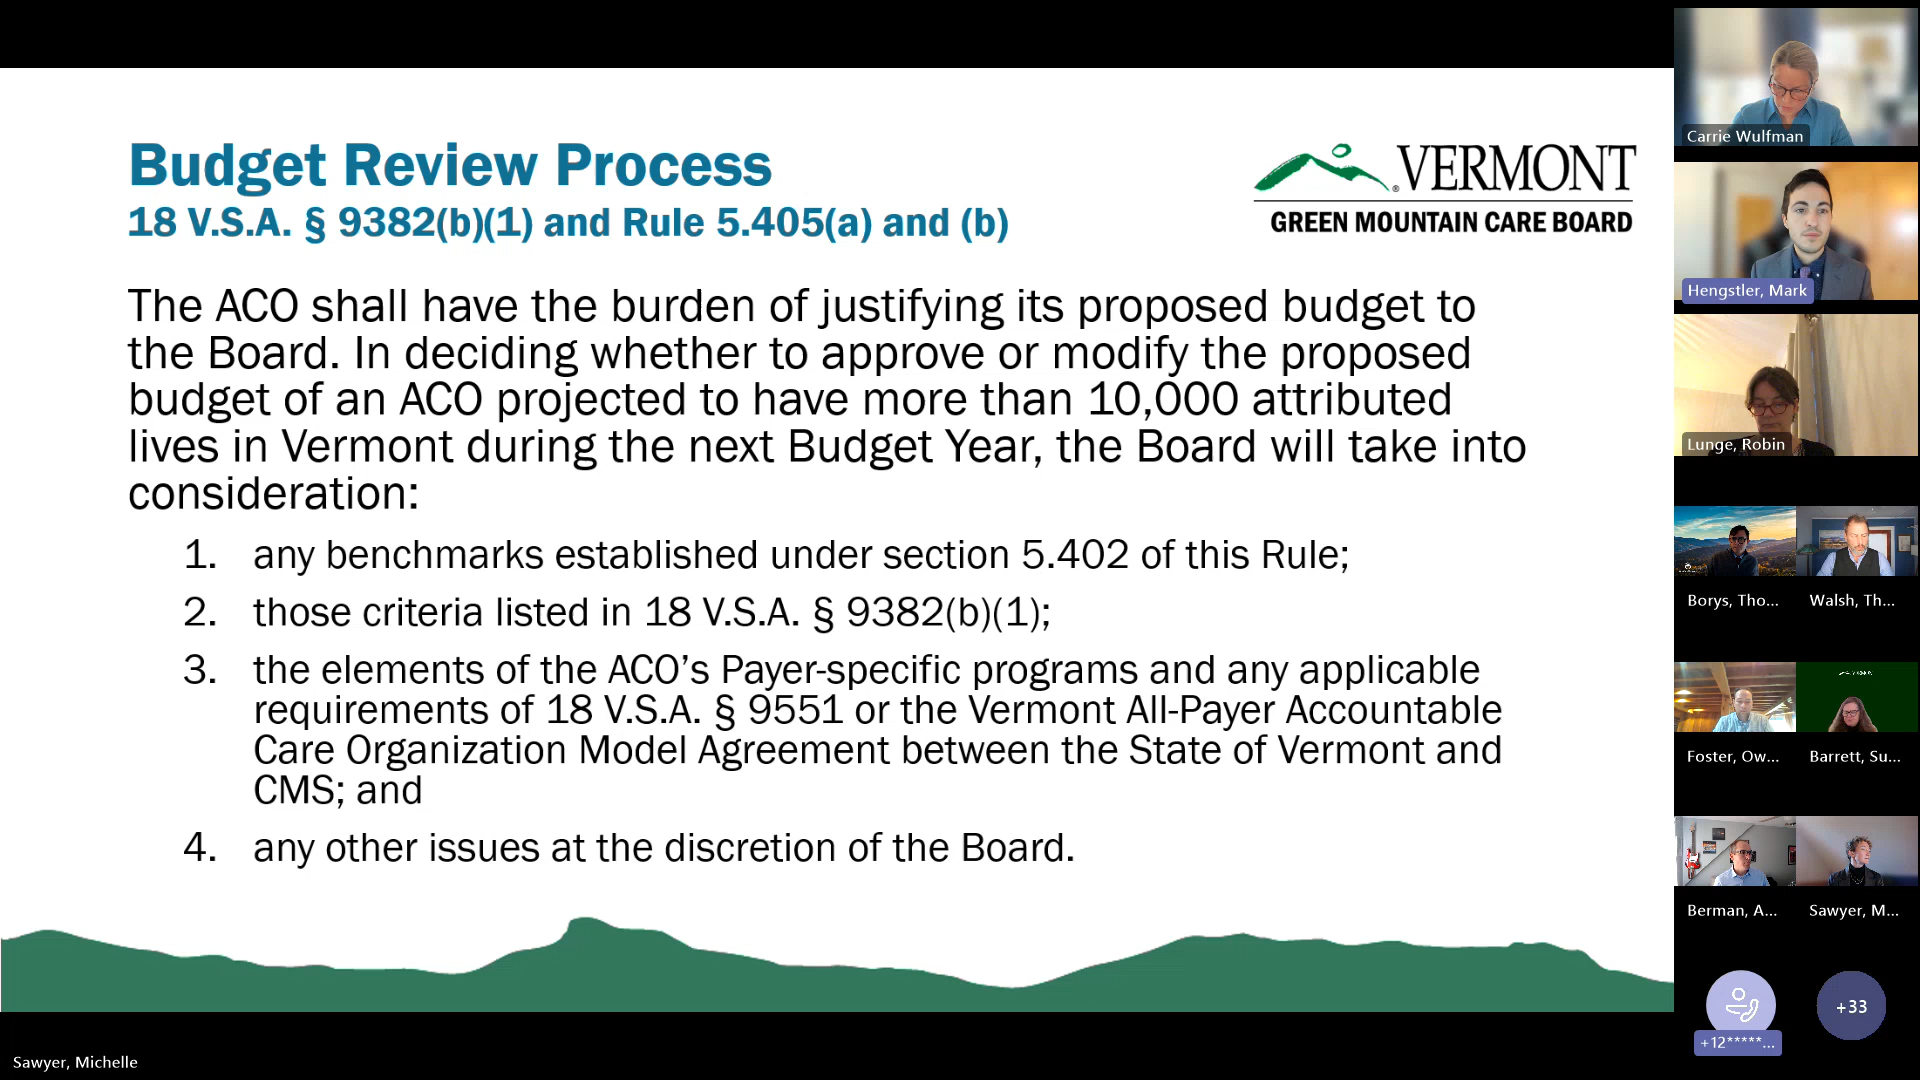 Budget Review Process
18 V.S.A. § 9382(b)(1) and Rule 5.405(a) and (b)
VERMONT
GREEN MOUNTAIN CARE BOARD
The ACO shall have the burden of justifying its proposed budget to
the Board. In deciding whether to approve or modify the proposed
budget of an ACO projected to have more than 10,000 attributed
lives in Vermont during the next Budget Year, the Board will take into
consideration:
1. any benchmarks established under section 5.402 of this Rule;
2. those criteria listed in 18 V.S.A. § 9382(b)(1);
3. the elements of the ACO’s Payer-specific programs and any applicable
requirements of 18 V.S.A. § 9551 or the Vermont All-Payer Accountable
Care Organization Model Agreement between the State of Vermont and
CMS; and
4. any other issues at the discretion of the Board.
Sawyer, Michelle
Carrie Wulfman
Hengstler, Mark
Lunge, Robin
Borys, Tho...
Walsh, Th...
Foster, Ow...
Barrett, Su...
Berman, A...
Sawyer, M...
+12*****...
+33